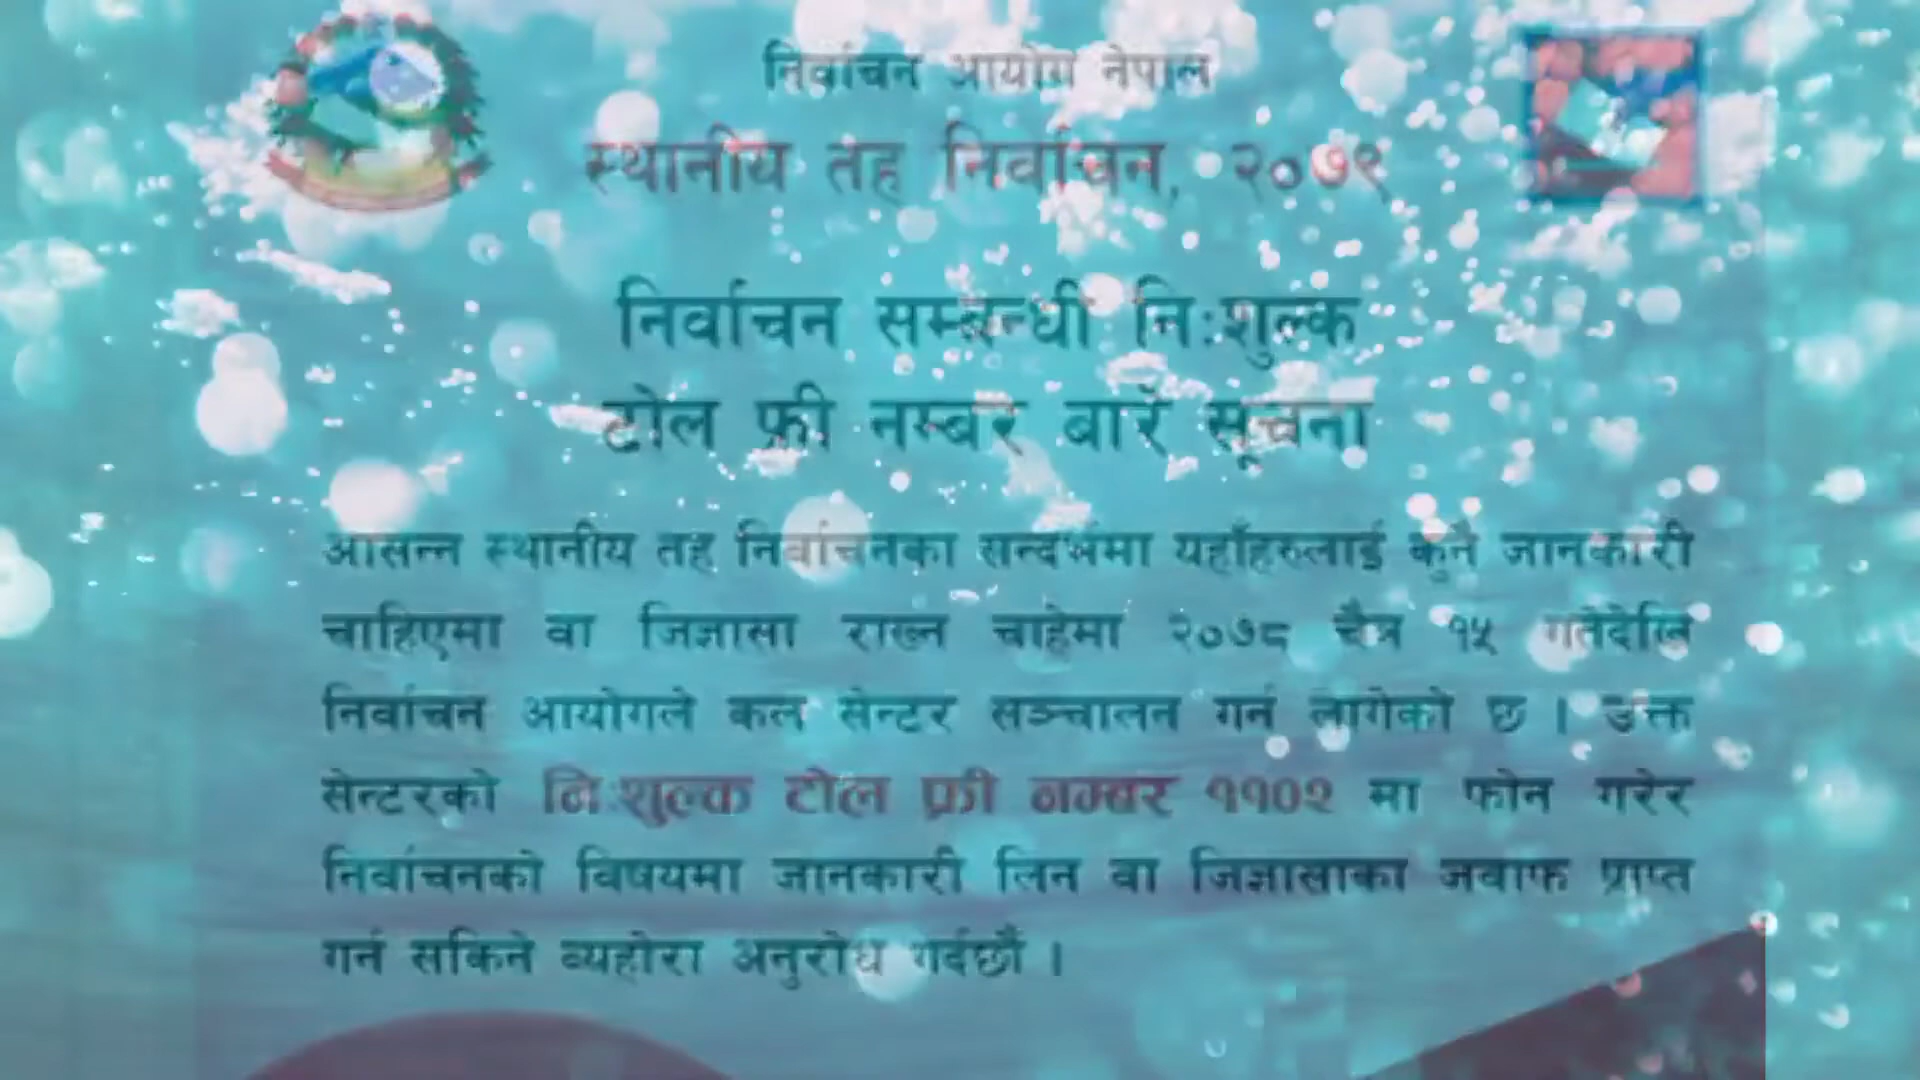 निर्वाचन आयोग नेपाल
स्थानीय तह निर्वाचन, २०७९
निर्वाचन सम्बन्धी नि:शुल्क
टोल फ्री नम्बर बारे सूचना
आसन्न स्थानीय तह निर्वाचनका सन्दर्भमा यहाँहरुलाई कुनै जानकारी
चाहिएमा वा जिज्ञासा राख्न चाहेमा २०७८ चैत्र १५ गतेदेखि
निर्वाचन आयोगले कल सेन्टर सञ्चालन गर्न लागेको छ । उक्त
सेन्टरको नि:शुल्क टोल फ्री नम्बर ११०२ मा फोन गरेर
निर्वाचनको विषयमा जानकारी लिन वा जिज्ञासाका जवाफ प्राप्त
गर्न सकिने व्यहोरा अनुरोध गर्दछौं ।